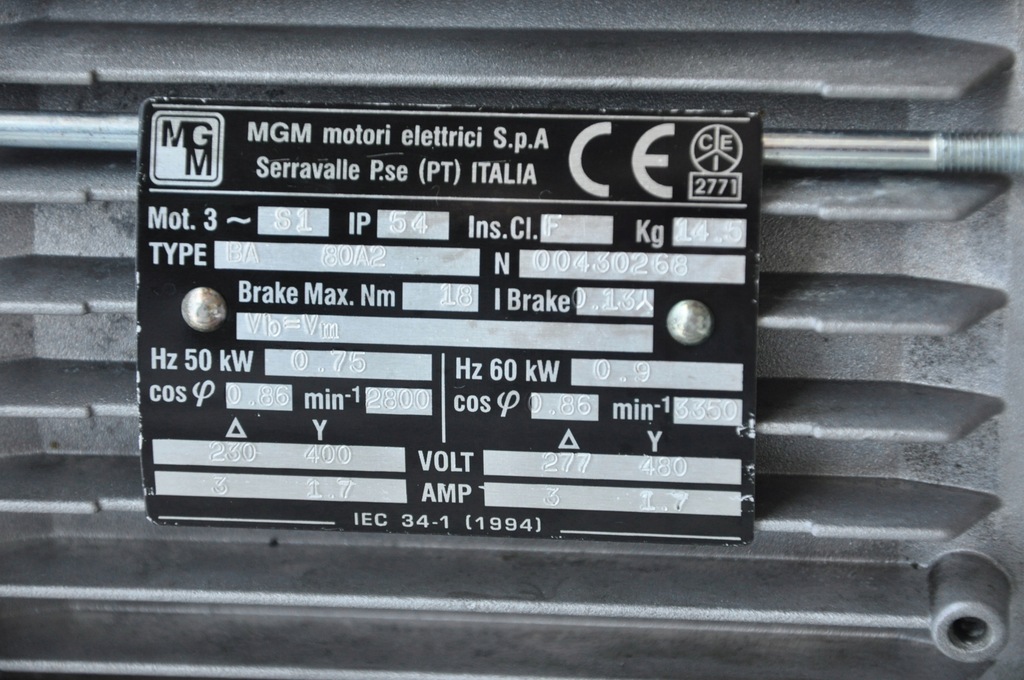 MGM MGM motori elettrici S.p.A CE CEI
Serravalle P.se (PT) ITALIA 2771
Mot. 3 ~ S1 IP 54 Ins.Cl. F Kg 14.5
TYPE BA 80A2 N 00430268
Brake Max. Nm 18 I Brake 0.13A
Vb=Vm
Hz 50 kW 0.75 Hz 60 kW 0.9
cos φ 0.86 min-1 2800 cos φ 0.86 min-1 3350
Δ Y Δ Y
230 400 VOLT 277 480
3 1.7 AMP 3 1.7
IEC 34-1 (1994)